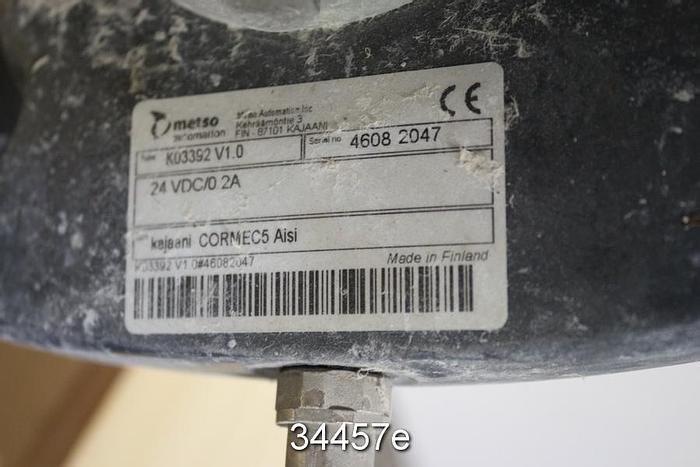 metso
automation
Metso Automation Inc
Kehräämöntie 3
FIN - 87101 KAJAANI
CE
Type K03392 V1.0
Serial no 4608 2047
24 VDC/0.2A
kajaani CORMEC5 Aisi
K03392 V1.0#46082047
Made in Finland
34457e